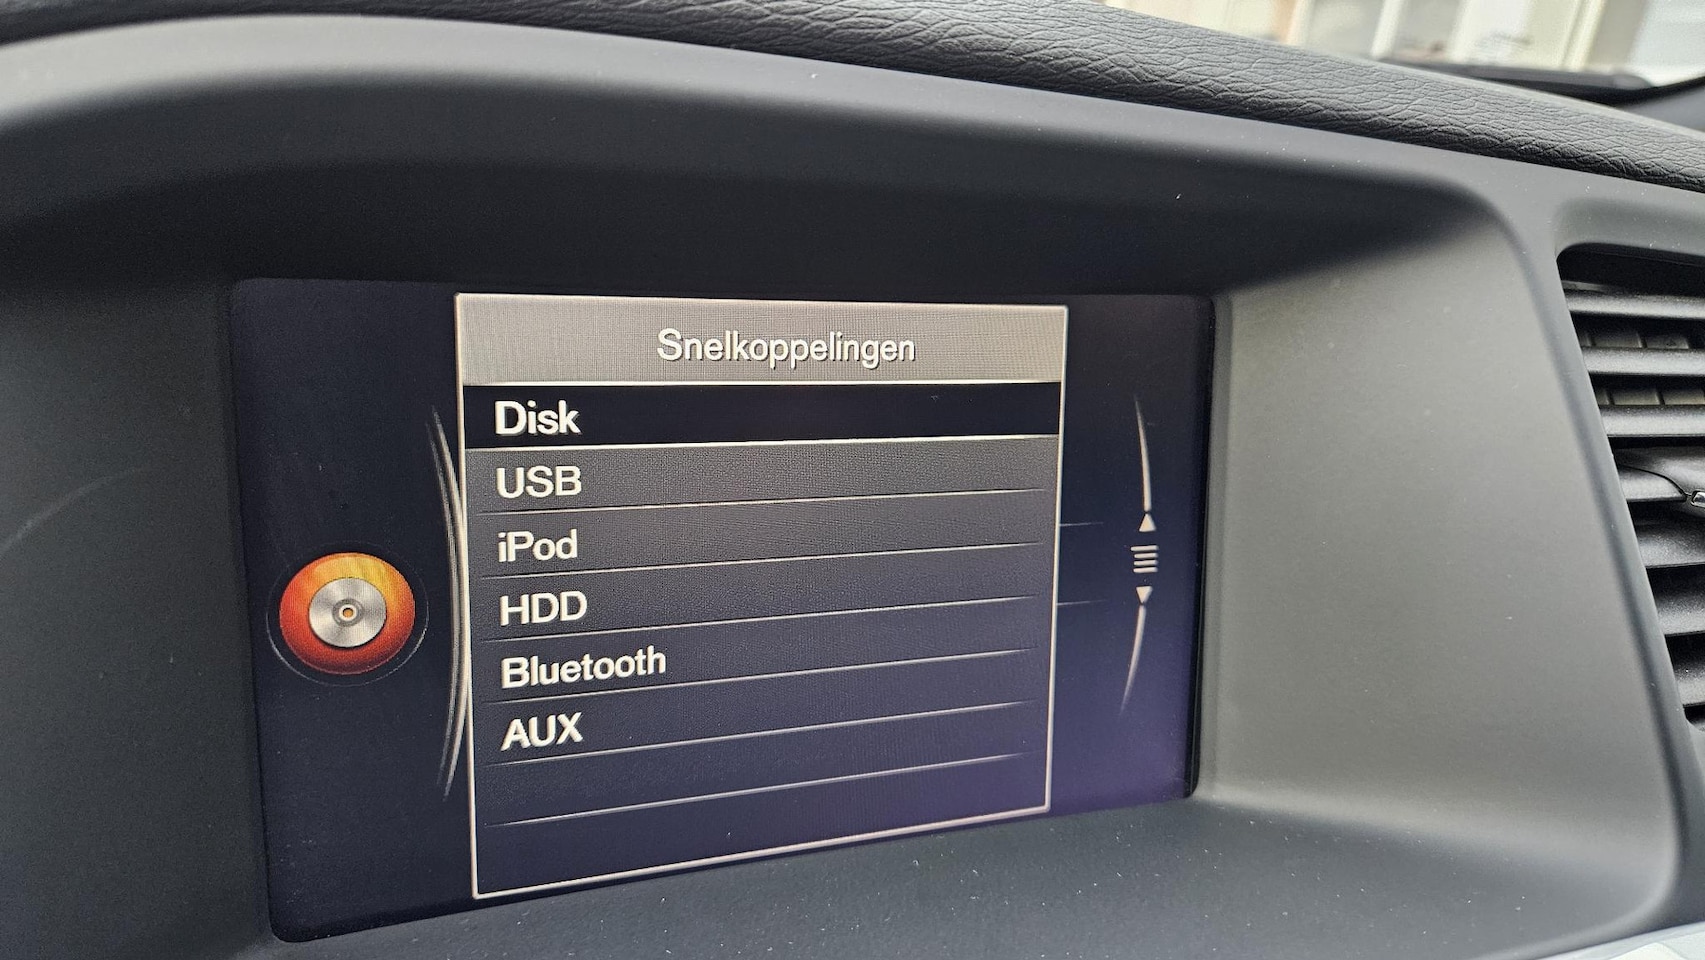 Snelkoppelingen
Disk
USB
iPod
HDD
Bluetooth
AUX